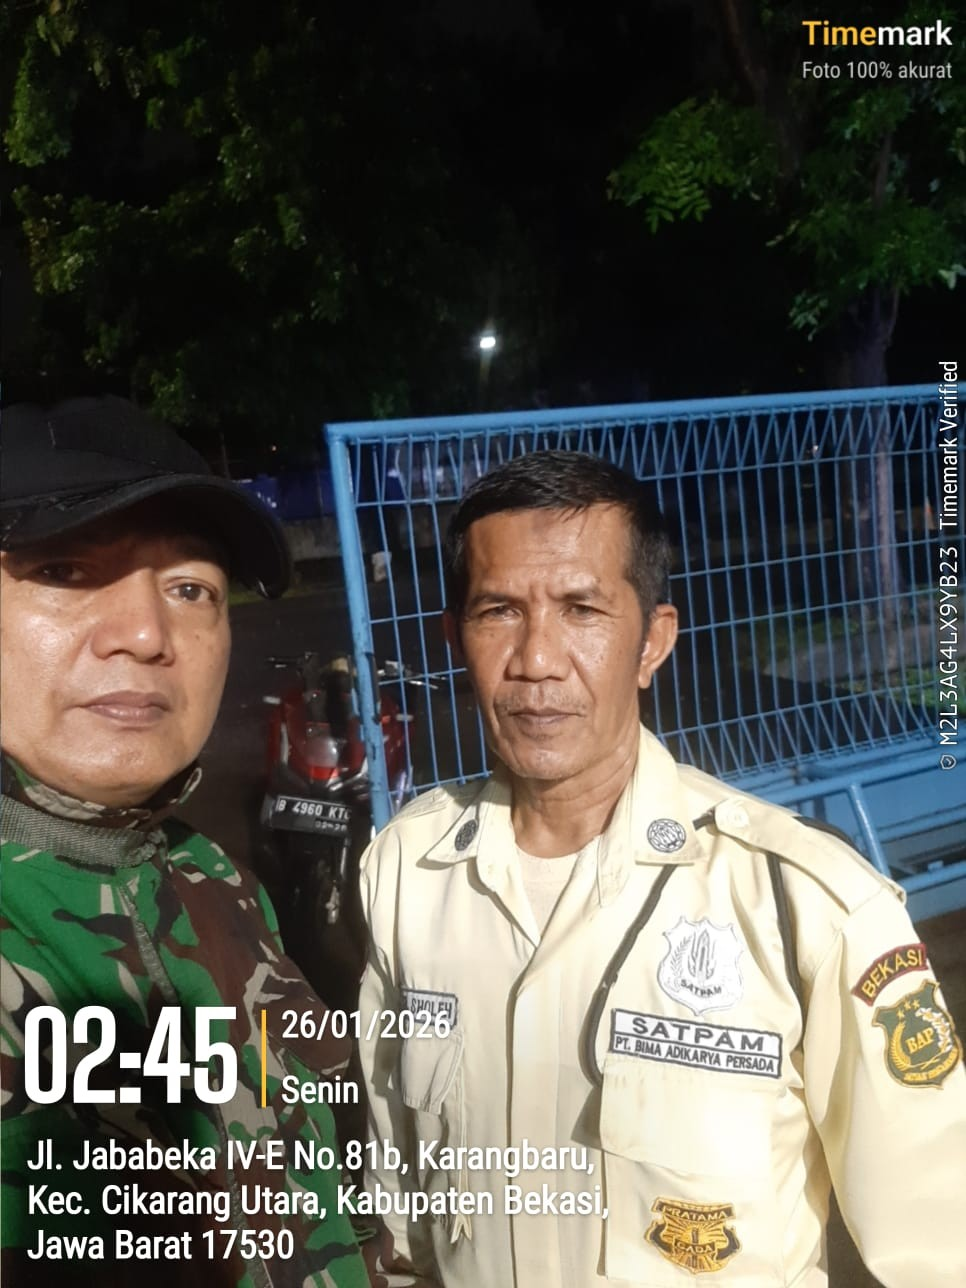 Timemark
Foto 100% akurat
M2L3AG4LX9YB23 Timemark Verified
B 4960 KTC
SHOLEH
SATPAM
SATPAM
PT. BIMA ADIKARYA PERSADA
BEKASI
BAP
PRATAMA
GADA
02:45
26/01/2026
Senin
Jl. Jababeka IV-E No.81b, Karangbaru,
Kec. Cikarang Utara, Kabupaten Bekasi,
Jawa Barat 17530